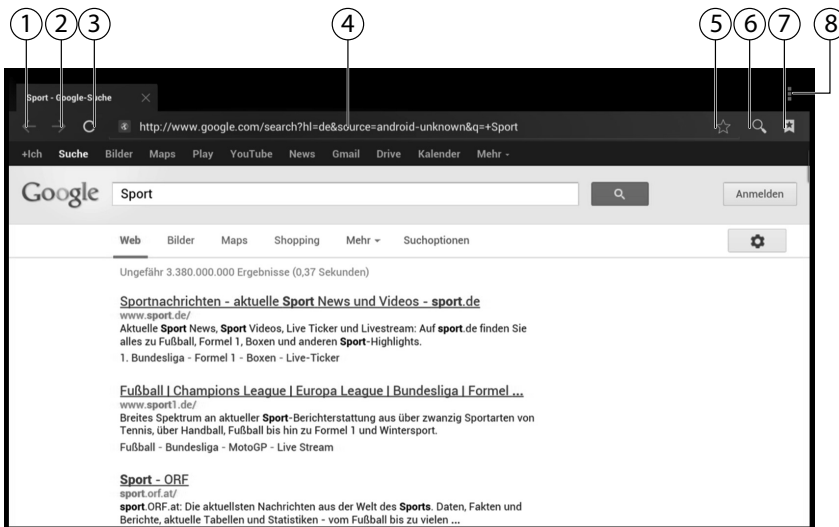 1 2 3 4 5 6 7 8
Sport - Google-Suche
http://www.google.com/search?hl=de&source=android-unknown&q=+Sport
+Ich Suche Bilder Maps Play YouTube News Gmail Drive Kalender Mehr
Google Sport Anmelden
Web Bilder Maps Shopping Mehr Suchoptionen
Ungefähr 3.380.000.000 Ergebnisse (0,37 Sekunden)
Sportnachrichten - aktuelle Sport News und Videos - sport.de
www.sport.de/
Aktuelle Sport News, Sport Videos, Live Ticker und Livestream: Auf sport.de finden Sie
alles zu Fußball, Formel 1, Boxen und anderen Sport-Highlights.
1. Bundesliga - Formel 1 - Boxen - Live-Ticker
Fußball | Champions League | Europa League | Bundesliga | Formel ...
www.sport1.de/
Breites Spektrum an aktueller Sport-Berichterstattung aus über zwanzig Sportarten von
Tennis, über Handball, Fußball bis hin zu Formel 1 und Wintersport.
Fußball - Bundesliga - MotoGP - Live Stream
Sport - ORF
sport.orf.at/
sport.ORF.at: Die aktuellsten Nachrichten aus der Welt des Sports. Daten, Fakten und
Berichte, aktuelle Tabellen und Statistiken - vom Fußball bis zu vielen ...